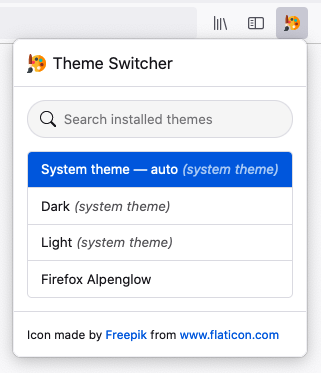 Theme Switcher
Search installed themes
System theme — auto (system theme)
Dark (system theme)
Light (system theme)
Firefox Alpenglow
Icon made by Freepik from www.flaticon.com